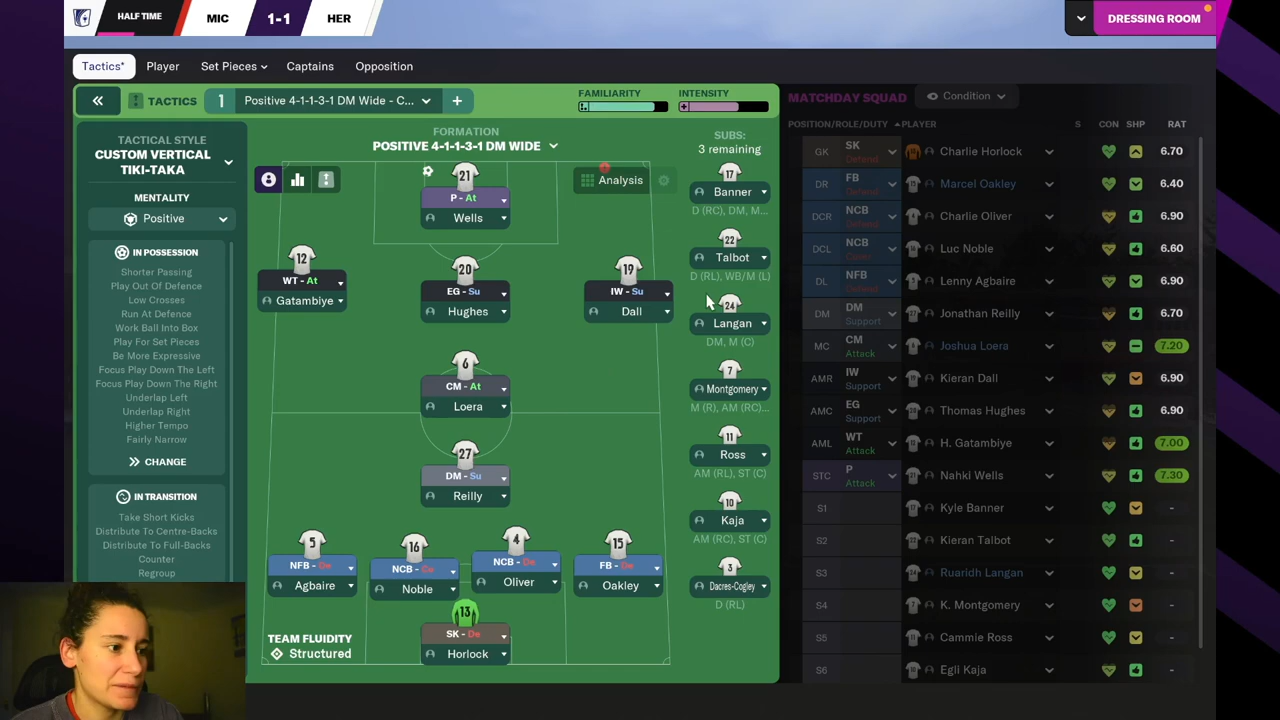 HALF TIME
MIC
1-1
HER
DRESSING ROOM
Tactics*
Player
Set Pieces
Captains
Opposition
TACTICS
1
Positive 4-1-1-3-1 DM Wide - C...
+
FAMILIARITY
INTENSITY
TACTICAL STYLE
CUSTOM VERTICAL
TIKI-TAKA
MENTALITY
Positive
IN POSSESSION
Shorter Passing
Play Out Of Defence
Low Crosses
Run At Defence
Work Ball Into Box
Play For Set Pieces
Be More Expressive
Focus Play Down The Left
Focus Play Down The Right
Underlap Left
Underlap Right
Higher Tempo
Fairly Narrow
CHANGE
IN TRANSITION
Take Short Kicks
Distribute To Centre-Backs
Distribute To Full-Backs
Counter
Regroup
FORMATION
POSITIVE 4-1-1-3-1 DM WIDE
Analysis
21
P - At
Wells
12
WT - At
Gatambiye
20
EG - Su
Hughes
19
IW - Su
Dall
6
CM - At
Loera
27
DM - Su
Reilly
5
NFB - De
Agbaire
16
NCB - Co
Noble
4
NCB - De
Oliver
15
FB - De
Oakley
13
SK - De
Horlock
TEAM FLUIDITY
Structured
SUBS:
3 remaining
17
Banner
D (RC), DM, M...
22
Talbot
D (RL), WB/M (L)
24
Langan
DM, M (C)
7
Montgomery
M (R), AM (RC)...
11
Ross
AM (RL), ST (C)
10
Kaja
AM (RC), ST (C)
3
Dacres-Cogley
D (RL)
MATCHDAY SQUAD
Condition
POSITION/ROLE/DUTY PLAYER S CON SHP RAT
GK SK Defend Charlie Horlock 6.70
DR FB Defend Marcel Oakley 6.40
DCR NCB Defend Charlie Oliver 6.90
DCL NCB Cover Luc Noble 6.60
DL NFB Defend Lenny Agbaire 6.90
DM DM Support Jonathan Reilly 6.70
MC CM Attack Joshua Loera 7.20
AMR IW Support Kieran Dall 6.90
AMC EG Support Thomas Hughes 6.90
AML WT Attack H. Gatambiye 7.00
STC P Attack Nahki Wells 7.30
S1 Kyle Banner -
S2 Kieran Talbot -
S3 Ruaridh Langan -
S4 K. Montgomery -
S5 Cammie Ross -
S6 Egli Kaja -